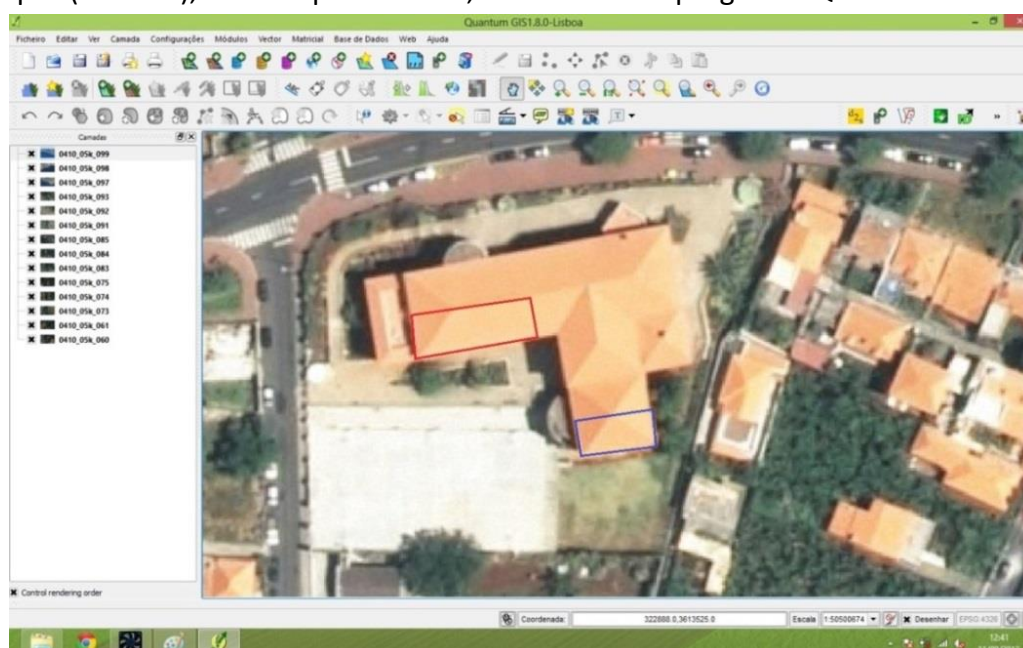 Quantum GIS1.8.0-Lisboa
Ficheiro Editar Ver Camada Configurações Módulos Vector Matricial Base de Dados Web Ajuda
Camadas
0410_05k_099
0410_05k_098
0410_05k_097
0410_05k_093
0410_05k_092
0410_05k_091
0410_05k_085
0410_05k_084
0410_05k_083
0410_05k_075
0410_05k_074
0410_05k_073
0410_05k_061
0410_05k_060
Control rendering order
Coordenada: 322888.0,3613525.0 Escala 1:50500674 Desenhar EPSG:4326
12:41